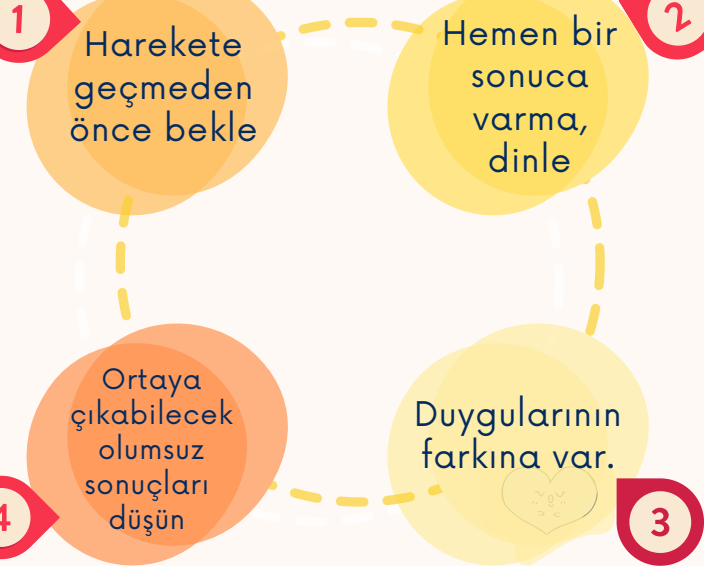 1
Harekete
geçmeden
önce bekle
2
Hemen bir
sonuca
varma,
dinle
3
Duygularının
farkına var.
4
Ortaya
çıkabilecek
olumsuz
sonuçları
düşün